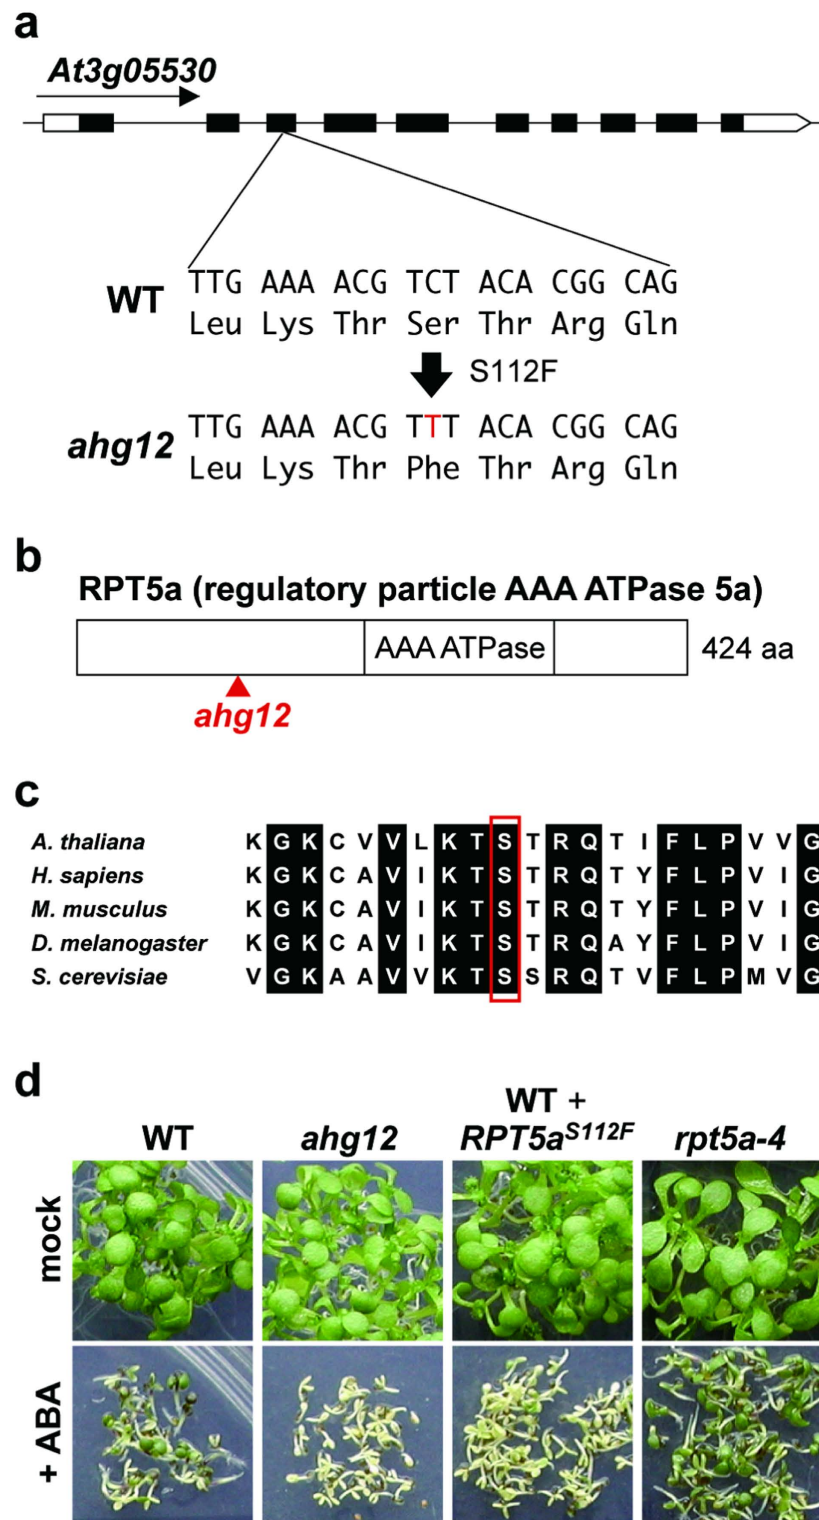 a
At3g05530
TTG AAA ACG TCT ACA CGG CAG
WT
Leu Lys Thr Ser Thr Arg Gln
S112F
TTG AAA ACG TTT ACA CGG CAG
ahg12
Leu Lys Thr Phe Thr Arg Gln
b
RPT5a (regulatory particle AAA ATPase 5a)
AAA ATPase 424 aa
ahg12
c
A. thaliana K G K C V V L K T S T R Q T I F L P V V G
H. sapiens K G K C A V I K T S T R Q T Y F L P V I G
M. musculus K G K C A V I K T S T R Q T Y F L P V I G
D. melanogaster K G K C A V I K T S T R Q A Y F L P V I G
S. cerevisiae V G K A A V V K T S S R Q T V F L P M V G
d
WT ahg12 WT + RPT5aS112F rpt5a-4
mock
+ ABA